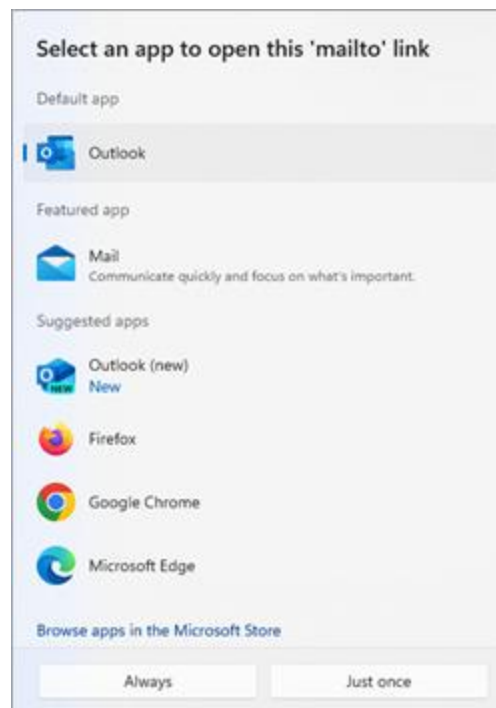 Select an app to open this 'mailto' link
Default app
Outlook
Featured app
Mail
Communicate quickly and focus on what's important.
Suggested apps
Outlook (new)
NEW
New
Firefox
Google Chrome
Microsoft Edge
Browse apps in the Microsoft Store
Always
Just once